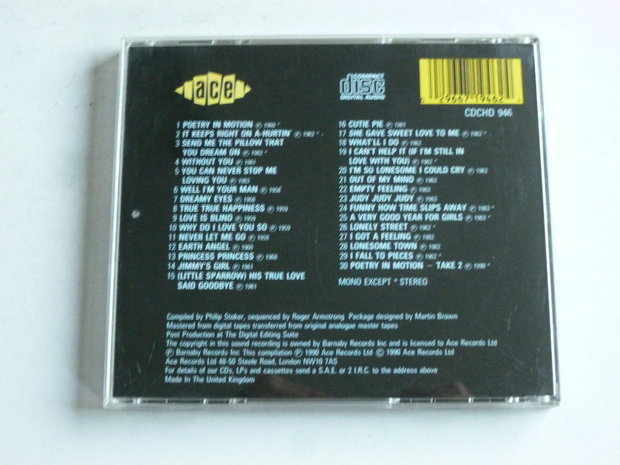 ace
COMPACT
disc
DIGITAL AUDIO
5 29667 19462 6
CDCHD 946
1 POETRY IN MOTION ℗ 1960 *
2 IT KEEPS RIGHT ON A-HURTIN' ℗ 1962 *
3 SEND ME THE PILLOW THAT
YOU DREAM ON ℗ 1962
4 WITHOUT YOU ℗ 1961
5 YOU CAN NEVER STOP ME
LOVING YOU ℗ 1963
6 WELL I'M YOUR MAN ℗ 1958
7 DREAMY EYES ℗ 1958
8 TRUE TRUE HAPPINESS ℗ 1959
9 LOVE IS BLIND ℗ 1959
10 WHY DO I LOVE YOU SO ℗ 1959
11 NEVER LET ME GO ℗ 1959
12 EARTH ANGEL ℗ 1960
13 PRINCESS PRINCESS ℗ 1960
14 JIMMY'S GIRL ℗ 1961
15 (LITTLE SPARROW) HIS TRUE LOVE
SAID GOODBYE ℗ 1961
16 CUTIE PIE ℗ 1961
17 SHE GAVE SWEET LOVE TO ME ℗ 1962 *
18 WHAT'LL I DO ℗ 1962
19 I CAN'T HELP IT (IF I'M STILL IN
LOVE WITH YOU) ℗ 1962
20 I'M SO LONESOME I COULD CRY ℗ 1962
21 OUT OF MY MIND ℗ 1963
22 EMPTY FEELING ℗ 1962
23 JUDY JUDY JUDY ℗ 1963
24 FUNNY HOW TIME SLIPS AWAY ℗ 1963
25 A VERY GOOD YEAR FOR GIRLS ℗ 1963
26 LONELY STREET ℗ 1962
27 I GOT A FEELING ℗ 1962
28 LONESOME TOWN ℗ 1962
29 I FALL TO PIECES ℗ 1962
30 POETRY IN MOTION – TAKE 2 ℗ 1990 *
MONO EXCEPT * STEREO
Compiled by Philip Stoker, sequenced by Roger Armstrong. Package designed by Martin Brown
Mastered from digital tapes transferred from original analogue master tapes
Post Production at The Digital Editing Suite
The copyright in this sound recording is owned by Barnaby Records Inc and is licensed to Ace Records Ltd
℗ Barnaby Records Inc This compilation ℗ 1990 Ace Records Ltd © 1990 Ace Records Ltd
Ace Records Ltd 46-50 Steele Road, London NW10 7AS
For details of our CDs, LPs and cassettes send a S.A.E. or 2 I.R.C. to the address above
Made In The United Kingdom